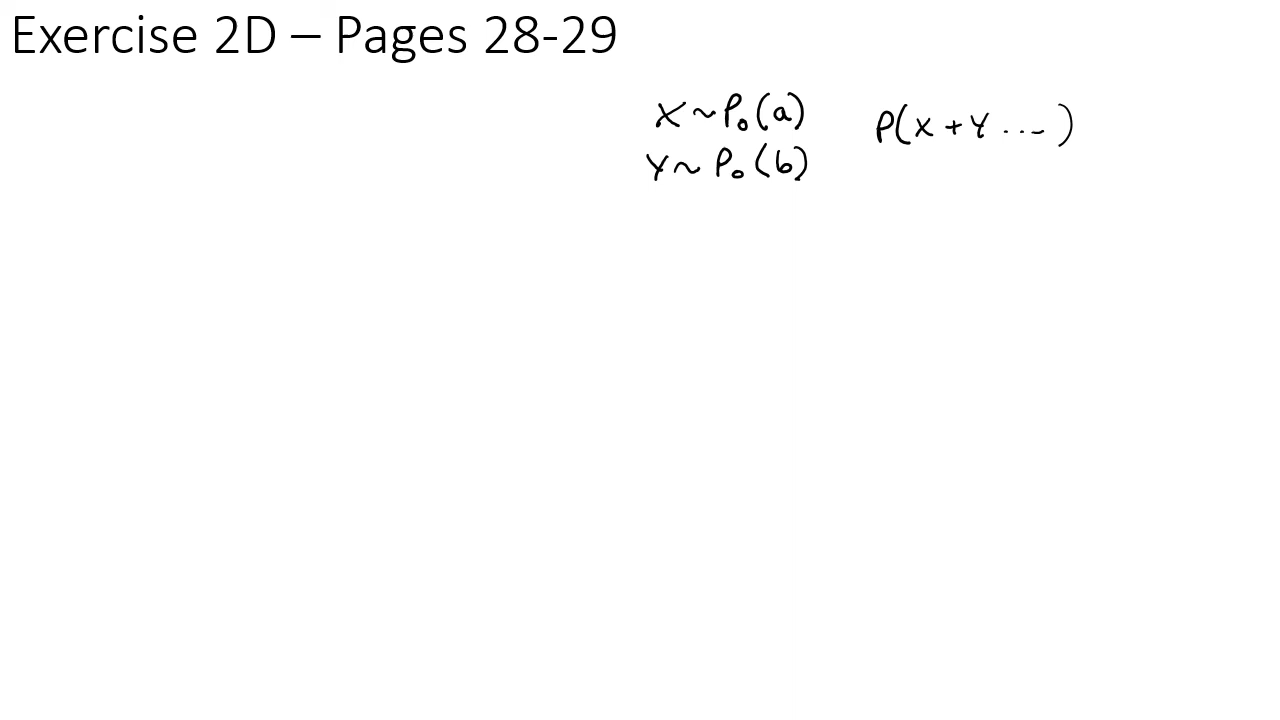 Exercise 2D – Pages 28-29
X ~ Po(a) P(X + Y ...)
Y ~ Po(b)